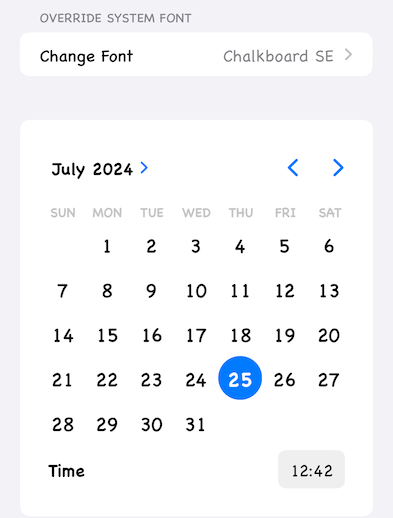 OVERRIDE SYSTEM FONT
Change Font Chalkboard SE
July 2024
SUN MON TUE WED THU FRI SAT
1 2 3 4 5 6
7 8 9 10 11 12 13
14 15 16 17 18 19 20
21 22 23 24 25 26 27
28 29 30 31
Time 12:42